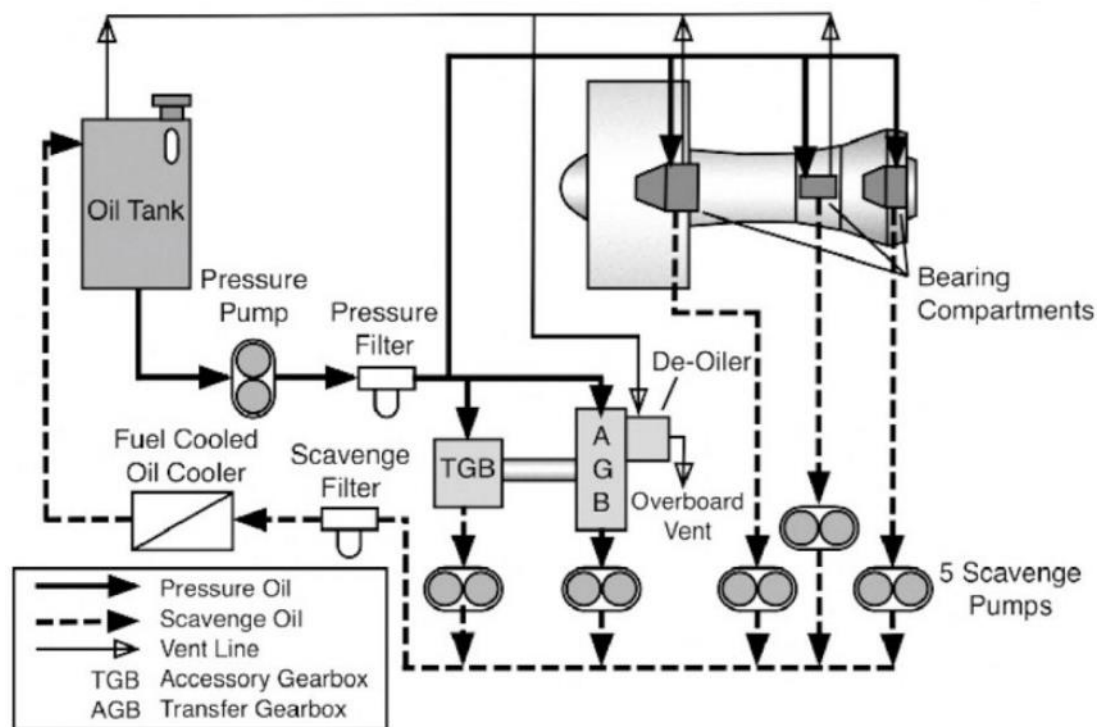 Oil Tank
Pressure
Pump
Pressure
Filter
Bearing
Compartments
De-Oiler
A
G
B
TGB
Fuel Cooled
Oil Cooler
Scavenge
Filter
Overboard
Vent
5 Scavenge
Pumps
Pressure Oil
Scavenge Oil
Vent Line
TGB Accessory Gearbox
AGB Transfer Gearbox